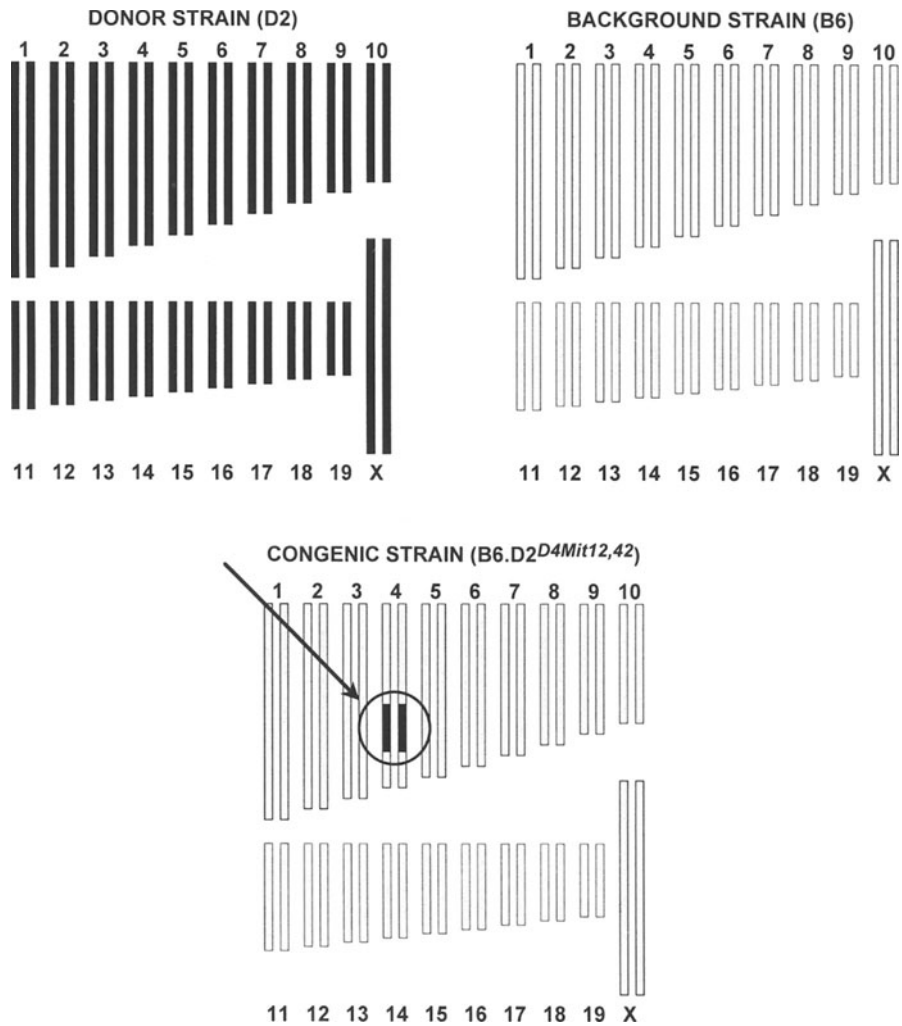 DONOR STRAIN (D2)
1 2 3 4 5 6 7 8 9 10
11 12 13 14 15 16 17 18 19 X
BACKGROUND STRAIN (B6)
1 2 3 4 5 6 7 8 9 10
11 12 13 14 15 16 17 18 19 X
CONGENIC STRAIN (B6.D2D4Mit12,42)
1 2 3 4 5 6 7 8 9 10
11 12 13 14 15 16 17 18 19 X